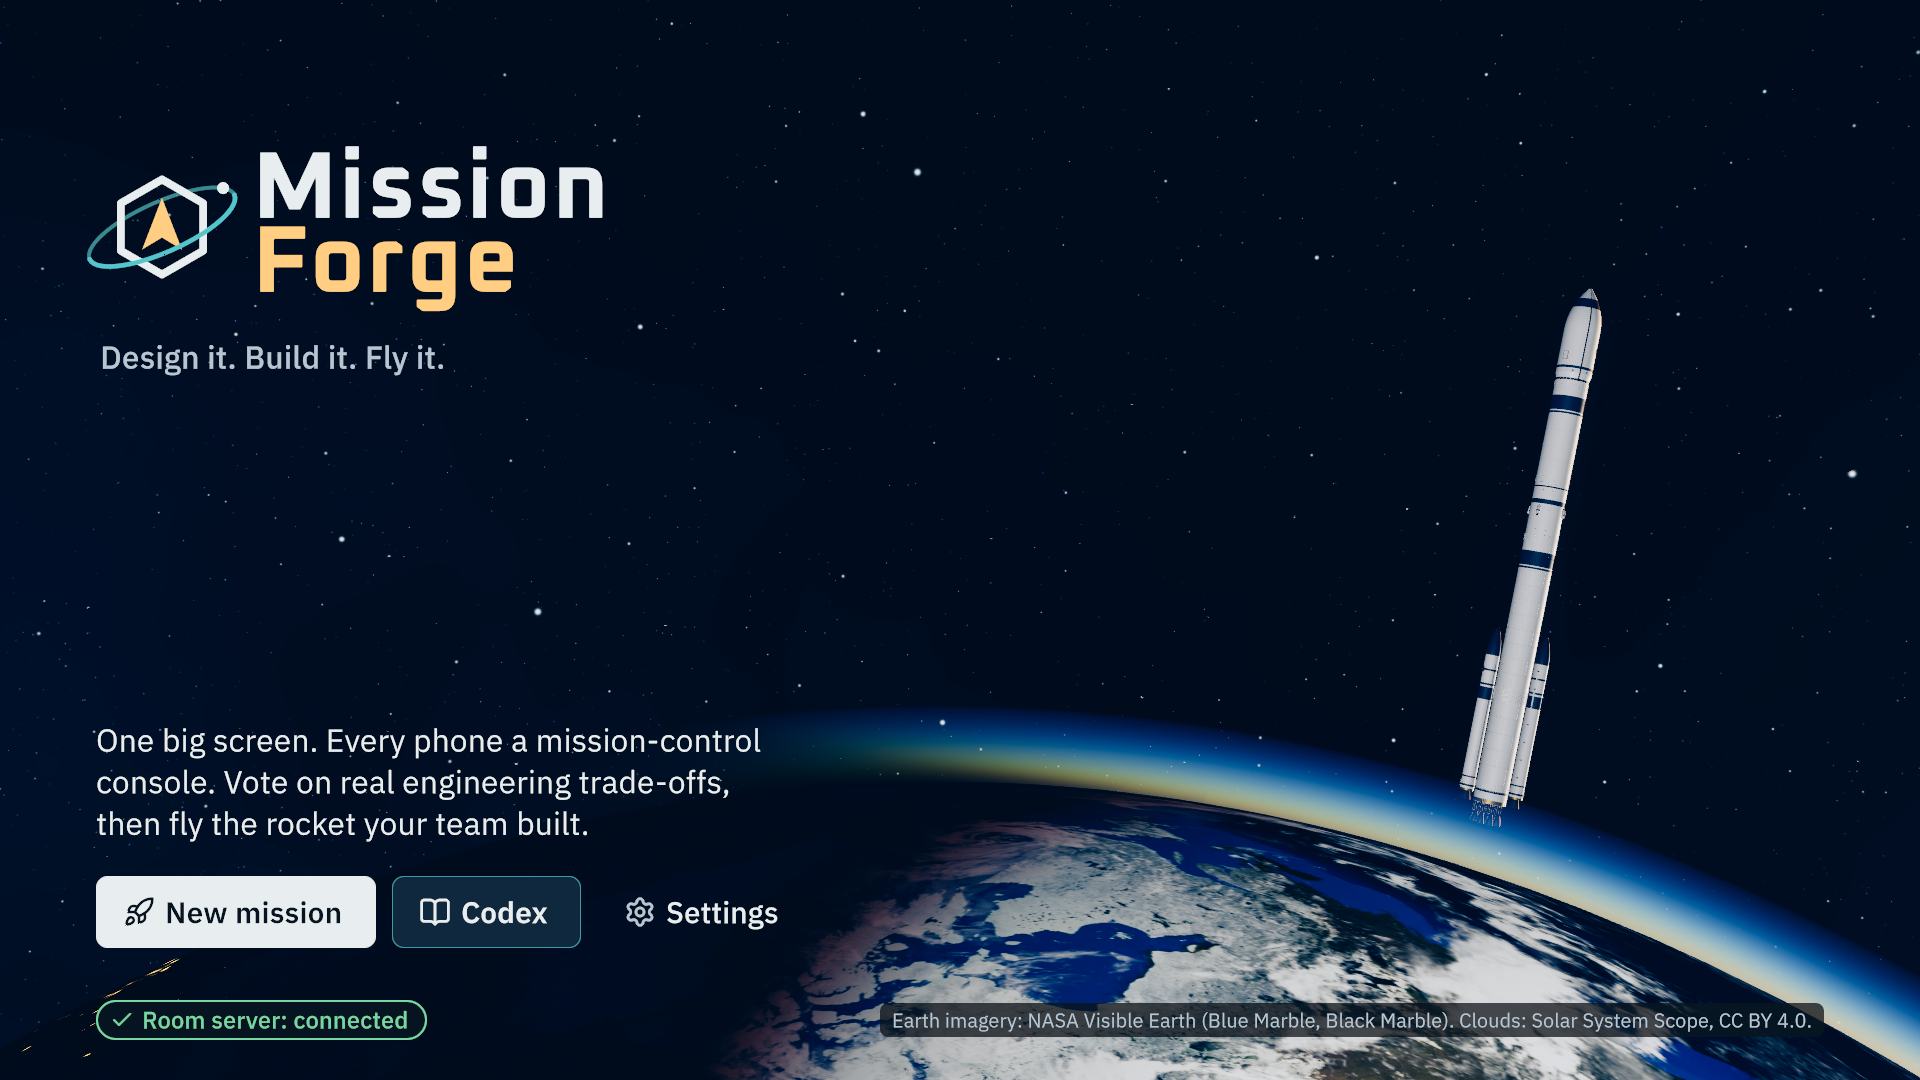 Mission
Forge
Design it. Build it. Fly it.
One big screen. Every phone a mission-control
console. Vote on real engineering trade-offs,
then fly the rocket your team built.
New mission
Codex
Settings
Room server: connected
Earth imagery: NASA Visible Earth (Blue Marble, Black Marble). Clouds: Solar System Scope, CC BY 4.0.